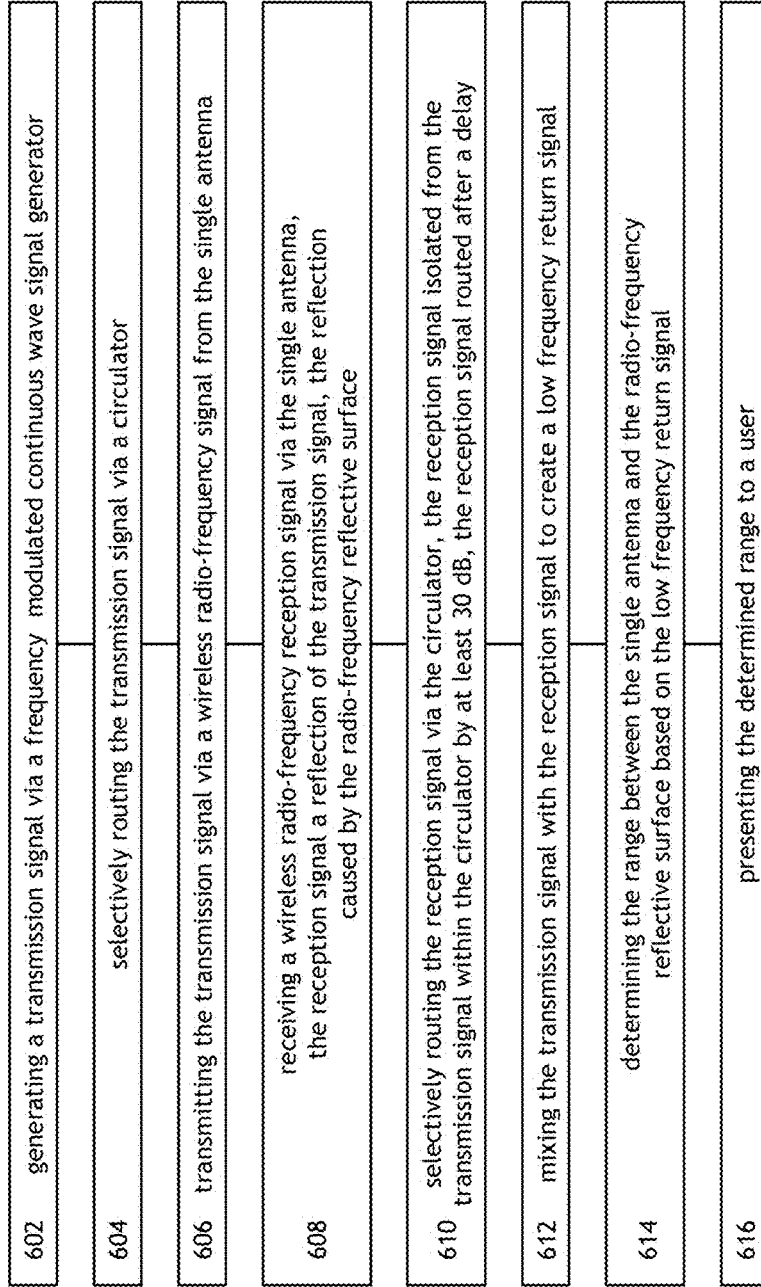 602 generating a transmission signal via a frequency modulated continuous wave signal generator
604 selectively routing the transmission signal via a circulator
606 transmitting the transmission signal via a wireless radio-frequency signal from the single antenna
608 receiving a wireless radio-frequency reception signal via the single antenna,
the reception signal a reflection of the transmission signal, the reflection
caused by the radio-frequency reflective surface
610 selectively routing the reception signal via the circulator, the reception signal isolated from the
transmission signal within the circulator by at least 30 dB, the reception signal routed after a delay
612 mixing the transmission signal with the reception signal to create a low frequency return signal
614 determining the range between the single antenna and the radio-frequency
reflective surface based on the low frequency return signal
616 presenting the determined range to a user